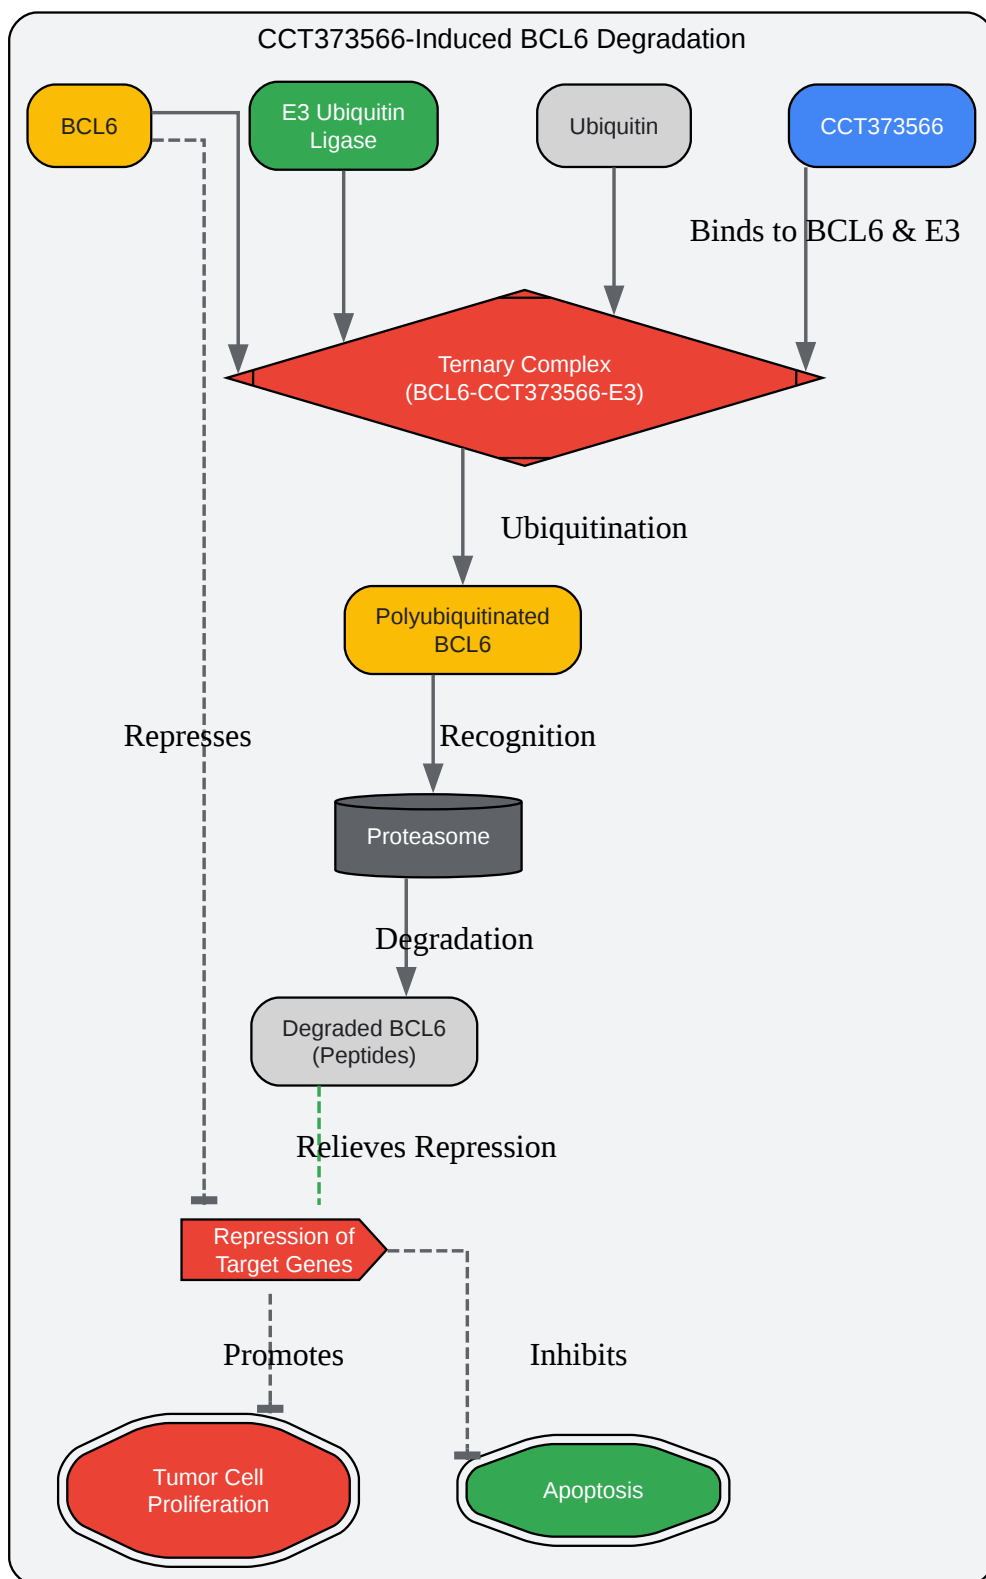 CCT373566-Induced BCL6 Degradation
BCL6
E3 Ubiquitin
Ligase
Ubiquitin
CCT373566
Binds to BCL6 & E3
Ternary Complex
(BCL6-CCT373566-E3)
Ubiquitination
Polyubiquitinated
BCL6
Represses
Recognition
Proteasome
Degradation
Degraded BCL6
(Peptides)
Relieves Repression
Repression of
Target Genes
Promotes
Inhibits
Tumor Cell
Proliferation
Apoptosis